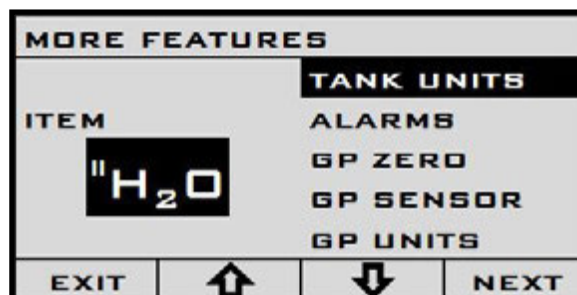 MORE FEATURES
TANK UNITS
ITEM
ALARMS
"H₂O
GP ZERO
GP SENSOR
GP UNITS
EXIT
NEXT